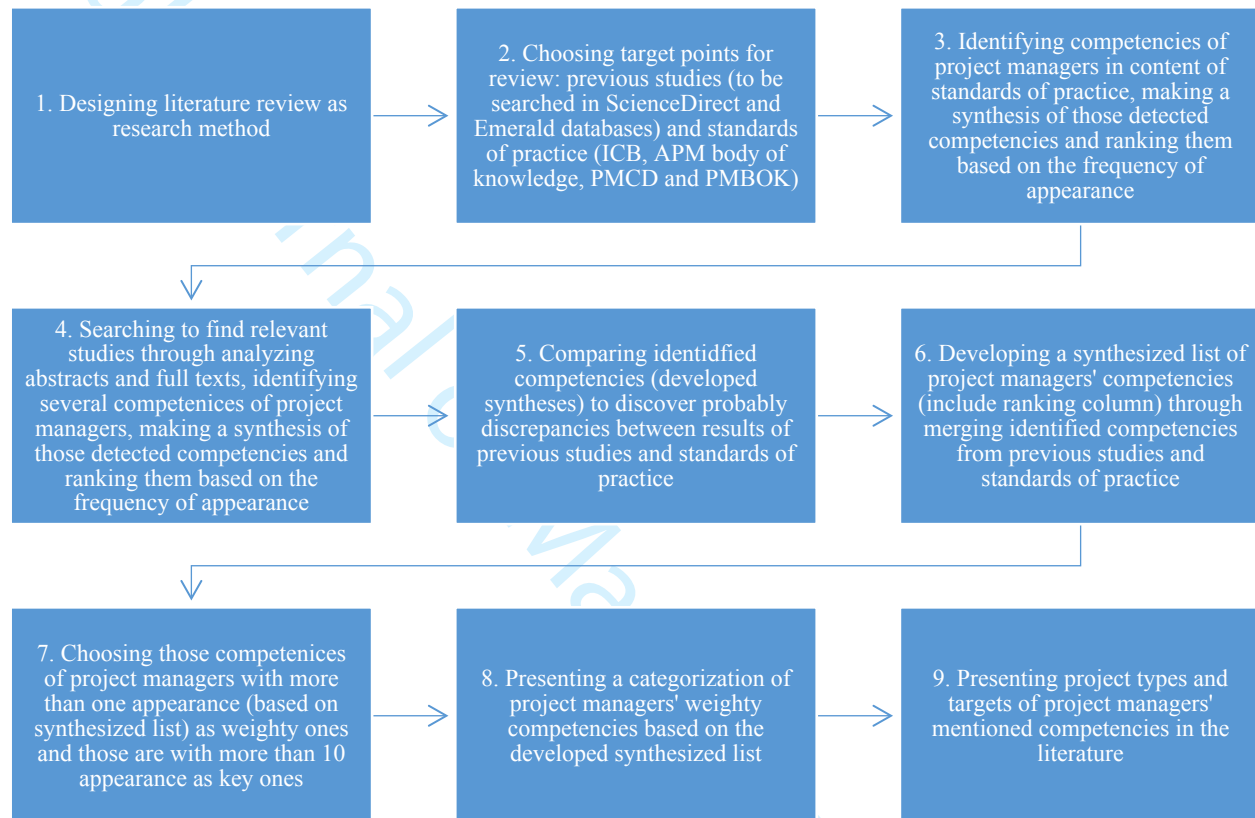 1. Designing literature review as
research method
2. Choosing target points for
review: previous studies (to be
searched in ScienceDirect and
Emerald databases) and standards
of practice (ICB, APM body of
knowledge, PMCD and PMBOK)
3. Identifying competencies of
project managers in content of
standards of practice, making a
synthesis of those detected
competencies and ranking them
based on the frequency of
appearance
4. Searching to find relevant
studies through analyzing
abstracts and full texts, identifying
several competenices of project
managers, making a synthesis of
those detected competencies and
ranking them based on the
frequency of appearance
5. Comparing identidfied
competencies (developed
syntheses) to discover probably
discrepancies between results of
previous studies and standards of
practice
6. Developing a synthesized list of
project managers' competencies
(include ranking column) through
merging identified competencies
from previous studies and
standards of practice
7. Choosing those competenices
of project managers with more
than one appearance (based on
synthesized list) as weighty ones
and those are with more than 10
appearance as key ones
8. Presenting a categorization of
project managers' weighty
competencies based on the
developed synthesized list
9. Presenting project types and
targets of project managers'
mentioned competencies in the
literature